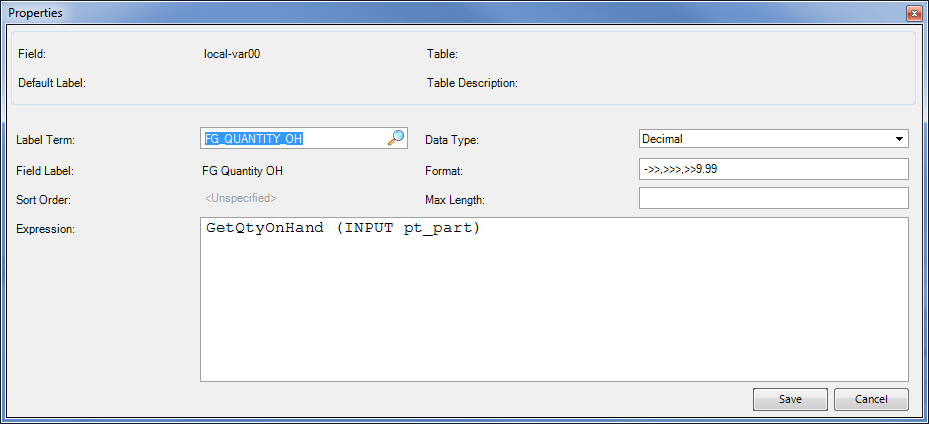 Properties
Field: local-var00 Table:
Default Label: Table Description:
Label Term: FG_QUANTITY_OH Data Type: Decimal
Field Label: FG Quantity OH Format: ->>,>>>,>>9.99
Sort Order: <Unspecified> Max Length:
Expression: GetQtyOnHand (INPUT pt_part)
Save Cancel